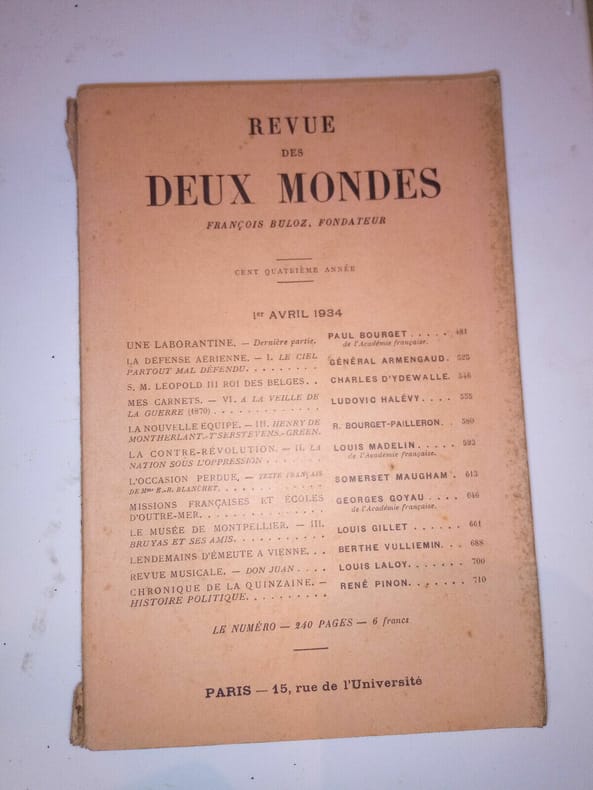 REVUE
DES
DEUX MONDES
FRANÇOIS BULOZ, FONDATEUR
CENT QUATRIÈME ANNÉE
1er AVRIL 1934
UNE LABORANTINE. — Dernière partie. PAUL BOURGET ..... 481
de l'Académie française.
LA DÉFENSE AÉRIENNE. — I. LE CIEL
PARTOUT MAL DÉFENDU......... GÉNÉRAL ARMENGAUD. 525
S. M. LEOPOLD III ROI DES BELGES.. CHARLES D'YDEWALLE. 546
MES CARNETS. — VI. A LA VEILLE DE
LA GUERRE (1870) ............. LUDOVIC HALÉVY.... 555
LA NOUVELLE ÉQUIPE. — III. HENRY DE
MONTHERLANT.-T'SERSTEVENS.-GREEN. R. BOURGET-PAILLERON. . 580
LA CONTRE-RÉVOLUTION. — II. LA
NATION SOUS L'OPPRESSION ........ LOUIS MADELIN.... 593
de l'Académie française.
L'OCCASION PERDUE. — TEXTE FRANÇAIS
DE Mme E.-R. BLANCHET. ............. SOMERSET MAUGHAM . 613
MISSIONS FRANÇAISES ET ÉCOLES
D'OUTRE-MER................ GEORGES GOYAU .... 646
de l'Académie française.
LE MUSÉE DE MONTPELLIER. — III.
BRUYAS ET SES AMIS........... LOUIS GILLET ...... 661
LENDEMAINS D'ÉMEUTE A VIENNE. .. BERTHE VULLIEMIN. . . 688
REVUE MUSICALE. — DON JUAN .... LOUIS LALOY....... 700
CHRONIQUE DE LA QUINZAINE. —
HISTOIRE POLITIQUE.......... RENÉ PINON........ 710
LE NUMÉRO — 240 PAGES — 6 francs
PARIS — 15, rue de l'Université